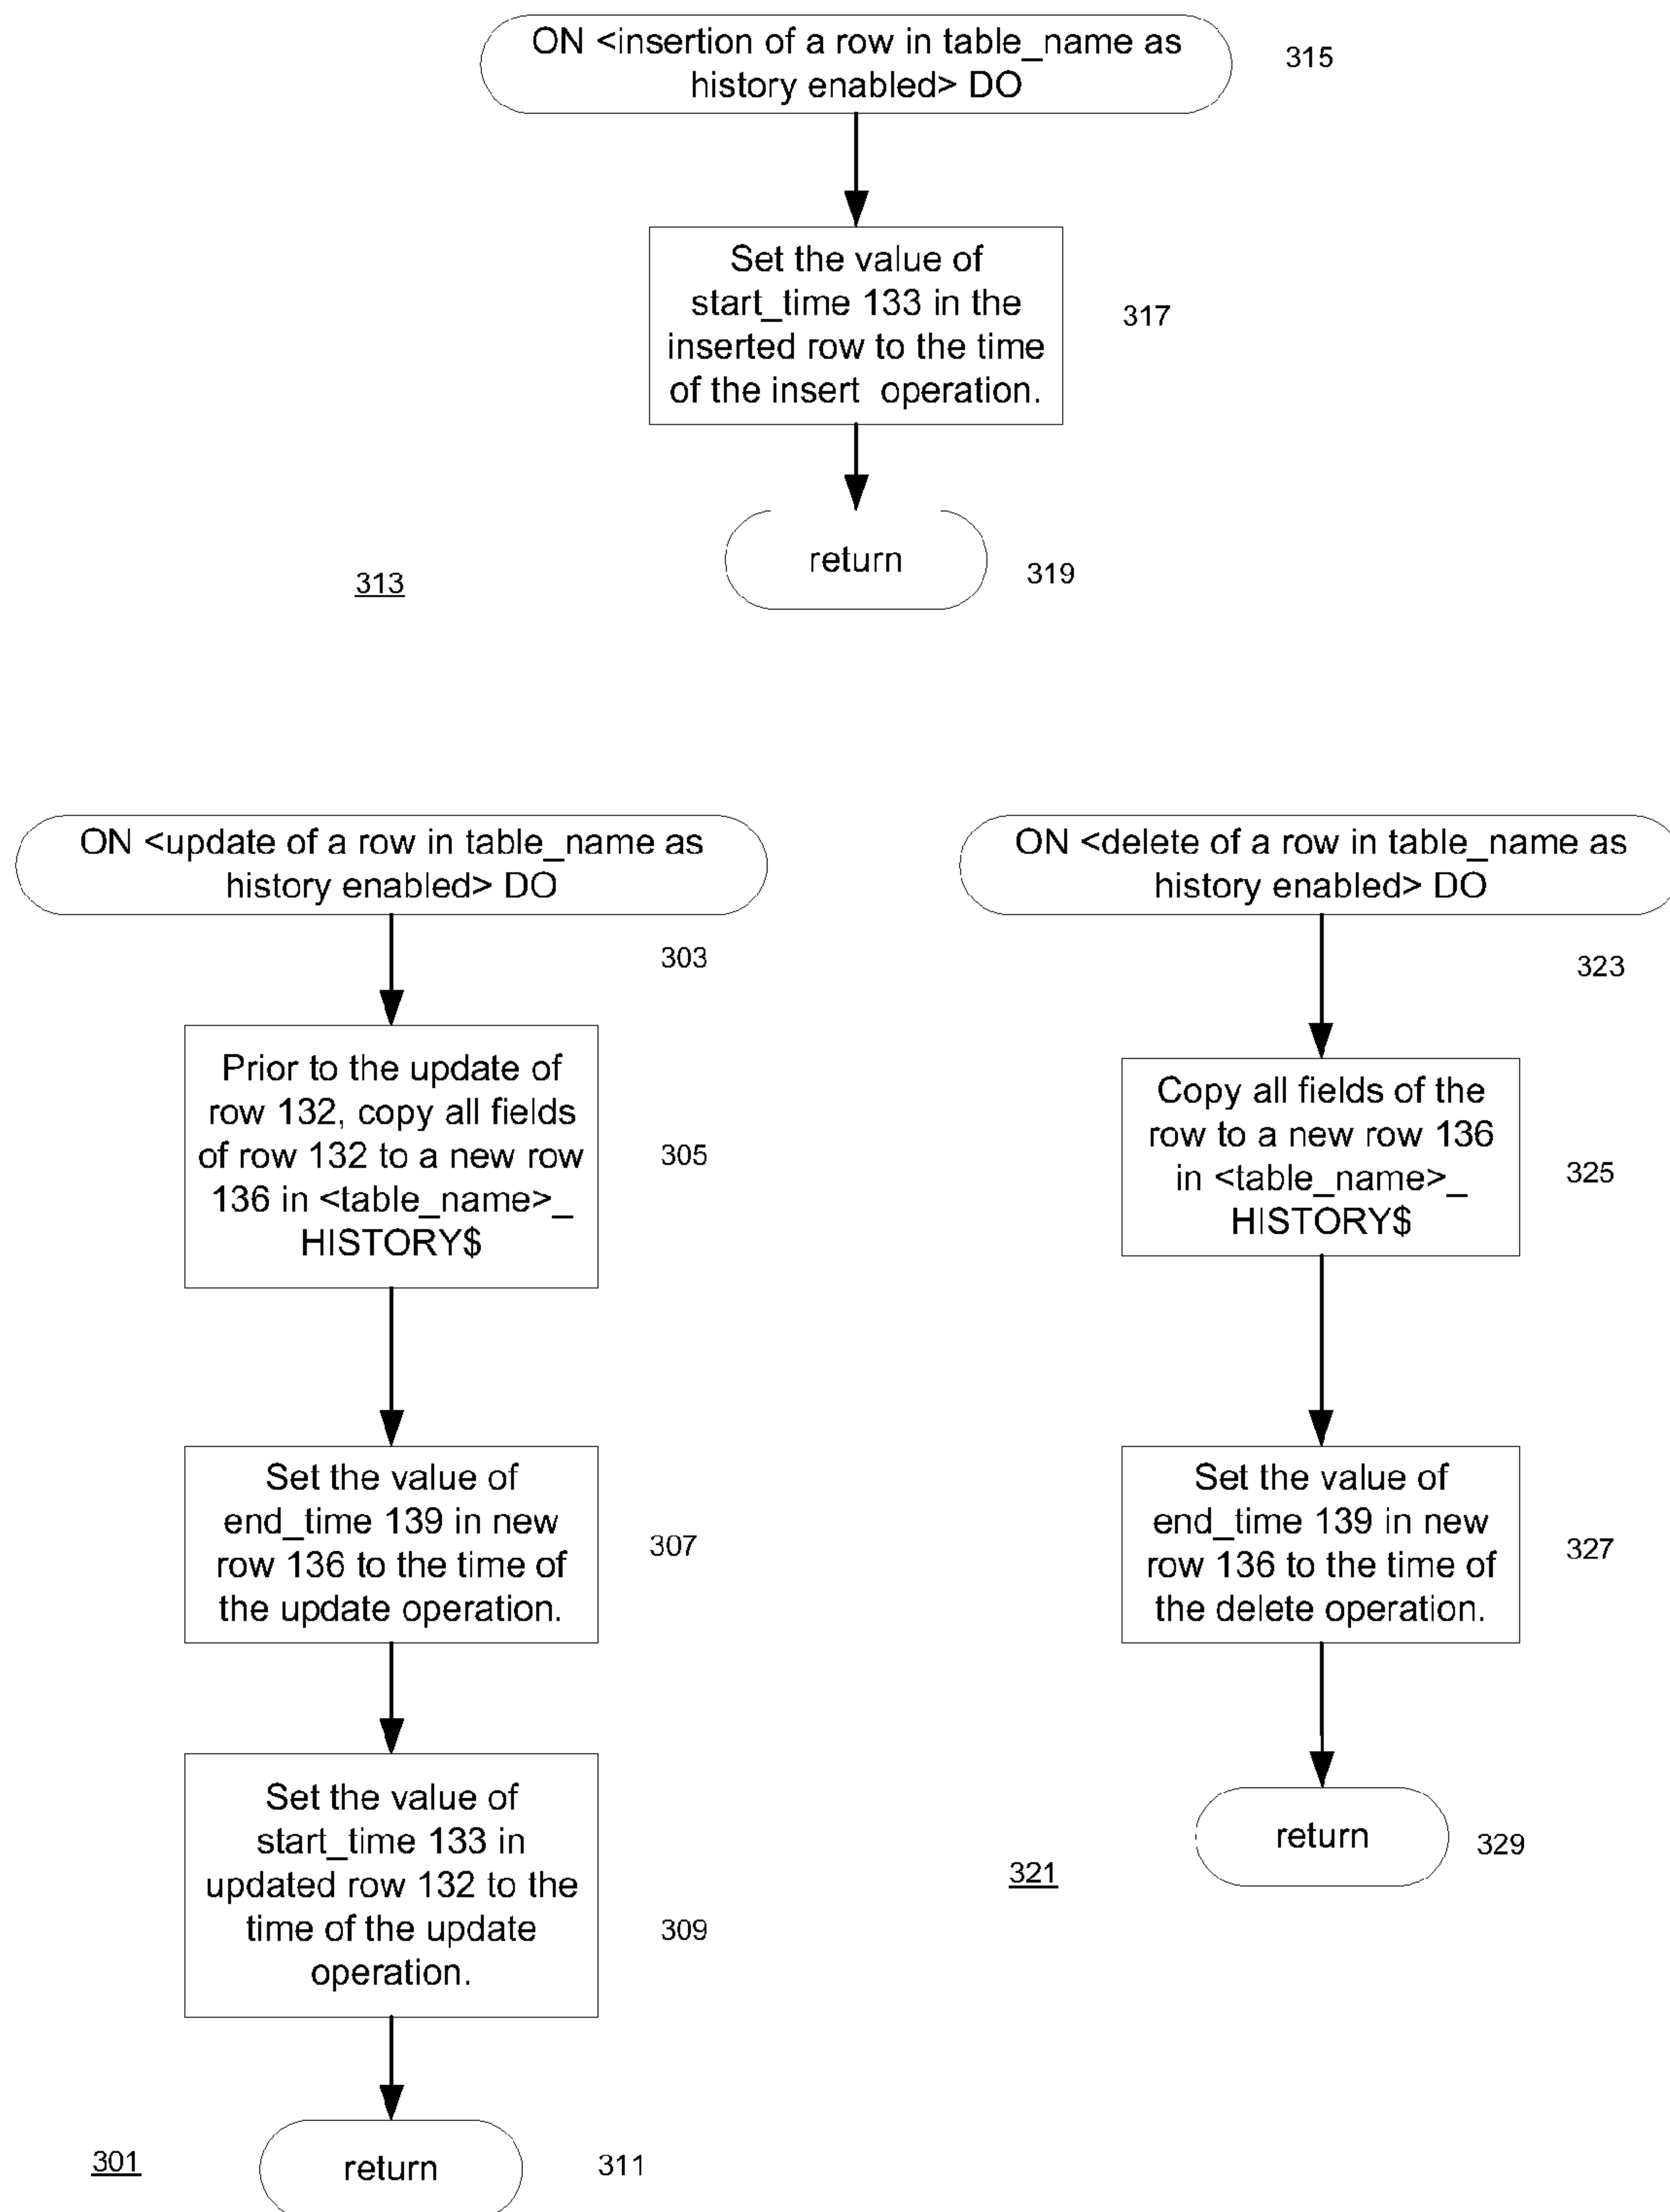 ON <insertion of a row in table_name as
history enabled> DO
315
Set the value of
start_time 133 in the
inserted row to the time
of the insert operation.
317
return
319
313
ON <update of a row in table_name as
history enabled> DO
303
Prior to the update of
row 132, copy all fields
of row 132 to a new row
136 in <table_name>_
HISTORY$
305
Set the value of
end_time 139 in new
row 136 to the time of
the update operation.
307
Set the value of
start_time 133 in
updated row 132 to the
time of the update
operation.
309
return
311
301
ON <delete of a row in table_name as
history enabled> DO
323
Copy all fields of the
row to a new row 136
in <table_name>_
HISTORY$
325
Set the value of
end_time 139 in new
row 136 to the time of
the delete operation.
327
return
329
321